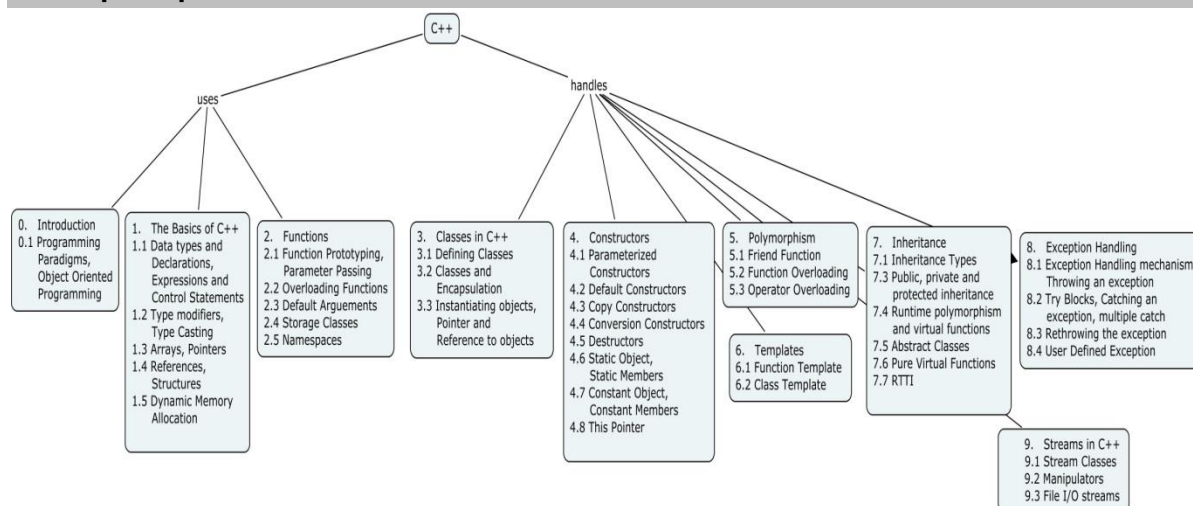 C++
uses
handles
0. Introduction
0.1 Programming
Paradigms,
Object Oriented
Programming
1. The Basics of C++
1.1 Data types and
Declarations,
Expressions and
Control Statements
1.2 Type modifiers,
Type Casting
1.3 Arrays, Pointers
1.4 References,
Structures
1.5 Dynamic Memory
Allocation
2. Functions
2.1 Function Prototyping,
Parameter Passing
2.2 Overloading Functions
2.3 Default Arguements
2.4 Storage Classes
2.5 Namespaces
3. Classes in C++
3.1 Defining Classes
3.2 Classes and
Encapsulation
3.3 Instantiating objects,
Pointer and
Reference to objects
4. Constructors
4.1 Parameterized
Constructors
4.2 Default Constructors
4.3 Copy Constructors
4.4 Conversion Constructors
4.5 Destructors
4.6 Static Object,
Static Members
4.7 Constant Object,
Constant Members
4.8 This Pointer
5. Polymorphism
5.1 Friend Function
5.2 Function Overloading
5.3 Operator Overloading
6. Templates
6.1 Function Template
6.2 Class Template
7. Inheritance
7.1 Inheritance Types
7.3 Public, private and
protected inheritance
7.4 Runtime polymorphism
and virtual functions
7.5 Abstract Classes
7.6 Pure Virtual Functions
7.7 RTTI
8. Exception Handling
8.1 Exception Handling mechanism
Throwing an exception
8.2 Try Blocks, Catching an
exception, multiple catch
8.3 Rethrowing the exception
8.4 User Defined Exception
9. Streams in C++
9.1 Stream Classes
9.2 Manipulators
9.3 File I/O streams